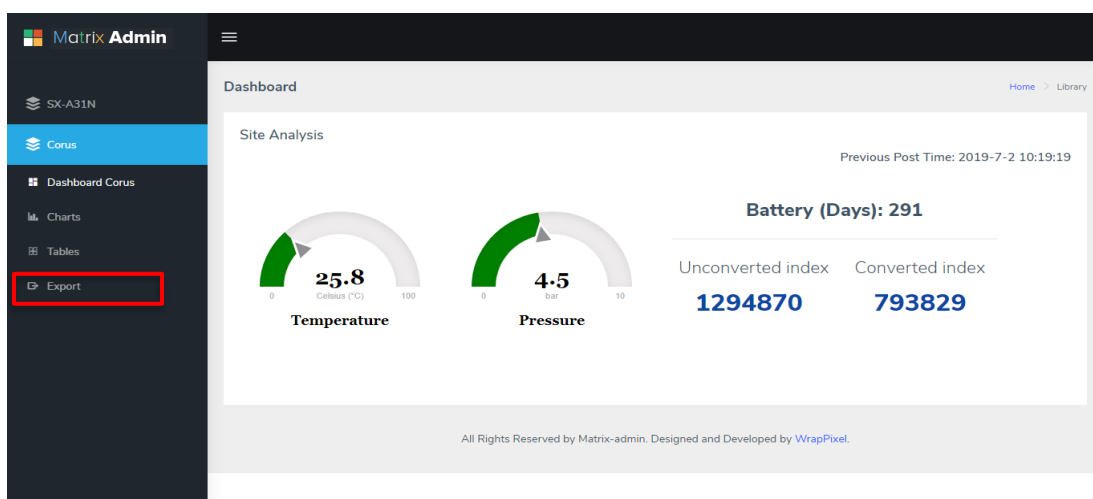 Matrix Admin
SX-A31N
Corus
Dashboard Corus
Charts
Tables
Export
Dashboard
Home > Library
Site Analysis
Previous Post Time: 2019-7-2 10:19:19
25.8
0 Celsius (°C) 100
Temperature
4.5
0 bar 10
Pressure
Battery (Days): 291
Unconverted index Converted index
1294870 793829
All Rights Reserved by Matrix-admin. Designed and Developed by WrapPixel.